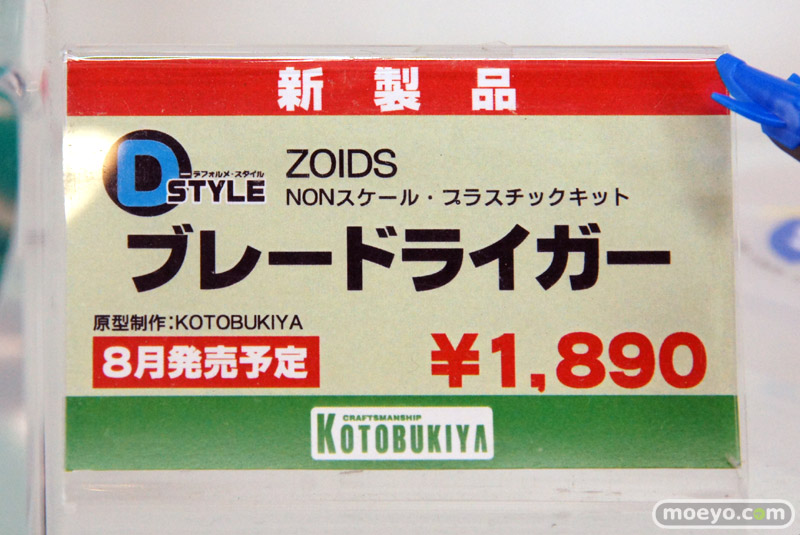 新製品
D STYLE
デフォルメ・スタイル
ZOIDS
NONスケール・プラスチックキット
ブレードライガー
原型制作:KOTOBUKIYA
8月発売予定
¥1,890
CRAFTSMANSHIP
KOTOBUKIYA
moeyo.com